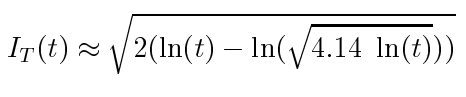 I_T(t) ≈ √(2(ln(t) − ln(√(4.14 ln(t)))))